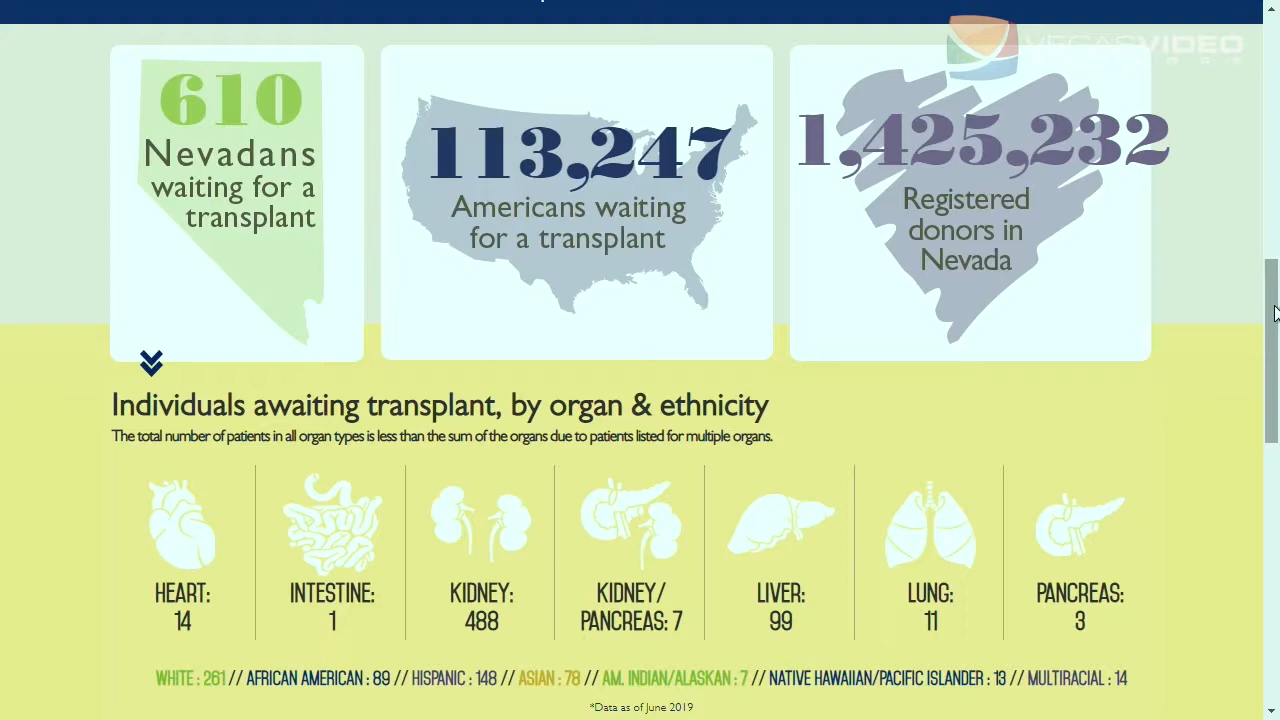 VEGAS VIDEO
610
Nevadans
waiting for a
transplant
113,247
Americans waiting
for a transplant
1,425,232
Registered
donors in
Nevada
Individuals awaiting transplant, by organ & ethnicity
The total number of patients in all organ types is less than the sum of the organs due to patients listed for multiple organs.
HEART:
14
INTESTINE:
1
KIDNEY:
488
KIDNEY/
PANCREAS: 7
LIVER:
99
LUNG:
11
PANCREAS:
3
WHITE : 261 // AFRICAN AMERICAN : 89 // HISPANIC : 148 // ASIAN : 78 // AM. INDIAN/ALASKAN : 7 // NATIVE HAWAIIAN/PACIFIC ISLANDER : 13 // MULTIRACIAL : 14
*Data as of June 2019